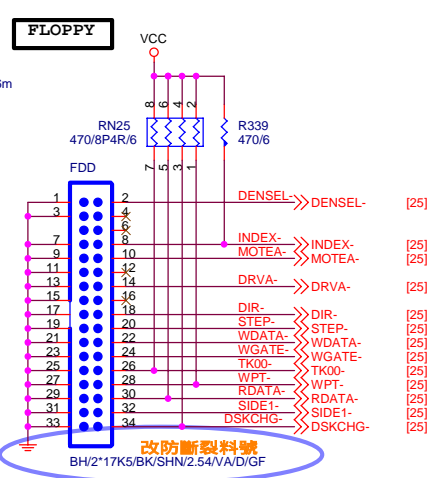 FLOPPY
VCC
6m
8 6 4 2
RN25
470/8P4R/6
R339
470/6
7 5 3 1
FDD
1 2 DENSEL- DENSEL- [25]
3 4
6
7 8 INDEX- INDEX- [25]
9 10 MOTEA- MOTEA- [25]
11 12
13 14 DRVA- DRVA- [25]
15 16
17 18 DIR- DIR- [25]
19 20 STEP- STEP- [25]
21 22 WDATA- WDATA- [25]
23 24 WGATE- WGATE- [25]
25 26 TK00- TK00- [25]
27 28 WPT- WPT- [25]
29 30 RDATA- RDATA- [25]
31 32 SIDE1- SIDE1- [25]
33 34 DSKCHG- DSKCHG- [25]
改防斷裂料號
BH/2*17K5/BK/SHN/2.54/VA/D/GF